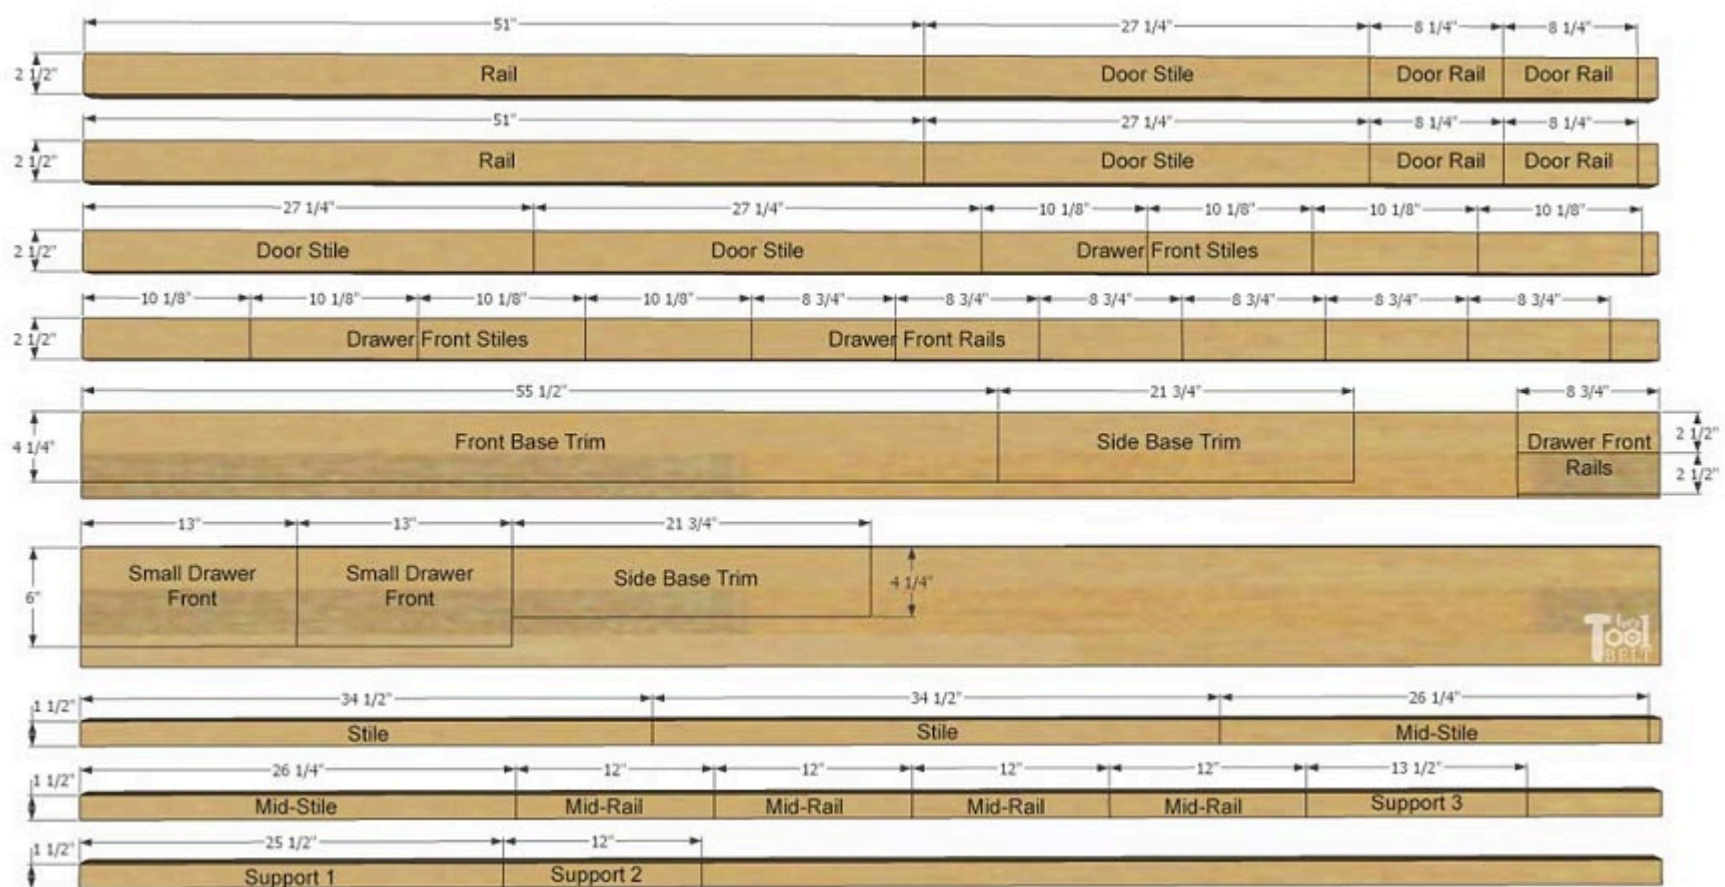 51" 27 1/4" 8 1/4" 8 1/4"
2 1/2" Rail Door Stile Door Rail Door Rail
51" 27 1/4" 8 1/4" 8 1/4"
2 1/2" Rail Door Stile Door Rail Door Rail
27 1/4" 27 1/4" 10 1/8" 10 1/8" 10 1/8" 10 1/8"
2 1/2" Door Stile Door Stile Drawer Front Stiles
10 1/8" 10 1/8" 10 1/8" 10 1/8" 8 3/4" 8 3/4" 8 3/4" 8 3/4" 8 3/4" 8 3/4"
2 1/2" Drawer Front Stiles Drawer Front Rails
55 1/2" 21 3/4" 8 3/4"
4 1/4" Front Base Trim Side Base Trim Drawer Front 2 1/2"
Rails 2 1/2"
13" 13" 21 3/4"
Small Drawer Small Drawer Side Base Trim 4 1/4"
6" Front Front
her
Tool
BELT
34 1/2" 34 1/2" 26 1/4"
1 1/2" Stile Stile Mid-Stile
26 1/4" 12" 12" 12" 12" 13 1/2"
1 1/2" Mid-Stile Mid-Rail Mid-Rail Mid-Rail Mid-Rail Support 3
25 1/2" 12"
1 1/2" Support 1 Support 2